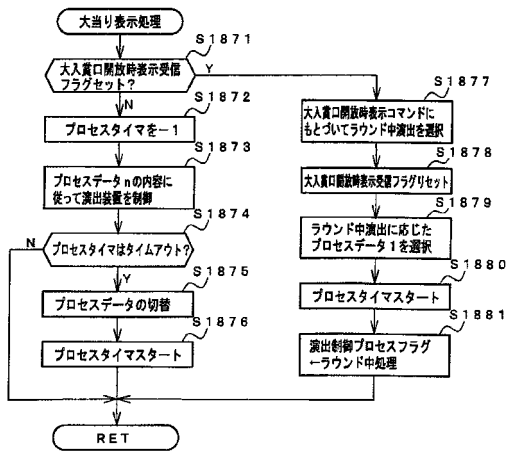 大当り表示処理
S1871
大入賞口開放時表示受信
フラグセット?
Y
N
S1872
プロセスタイマを-1
S1873
プロセスデータnの内容に
従って演出装置を制御
S1874
プロセスタイマはタイムアウト?
N
Y
S1875
プロセスデータの切替
S1876
プロセスタイマスタート
S1877
大入賞口開放時表示コマンドに
もとづいてラウンド中演出を選択
S1878
大入賞口開放時表示受信フラグリセット
S1879
ラウンド中演出に応じた
プロセスデータ1を選択
S1880
プロセスタイマスタート
S1881
演出制御プロセスフラグ
←ラウンド中処理
RET